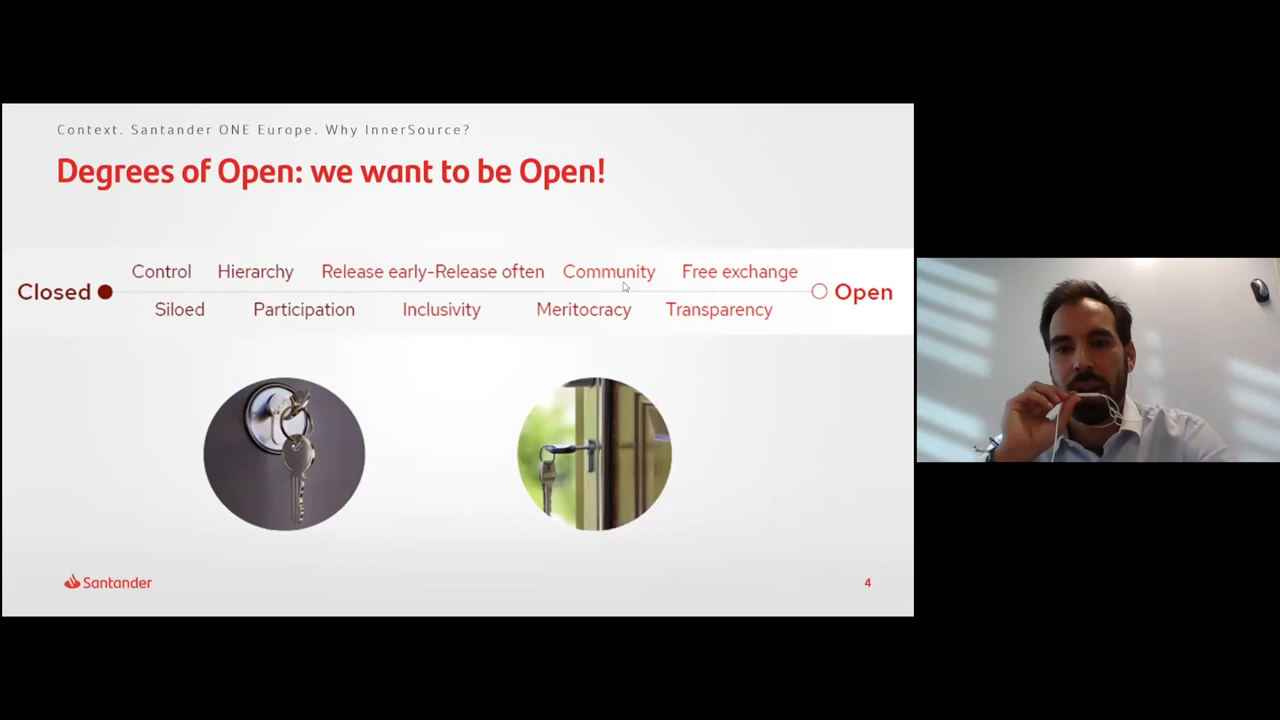 Context. Santander ONE Europe. Why InnerSource?
Degrees of Open: we want to be Open!
Control Hierarchy Release early-Release often Community Free exchange
Closed Open
Siloed Participation Inclusivity Meritocracy Transparency
Santander 4